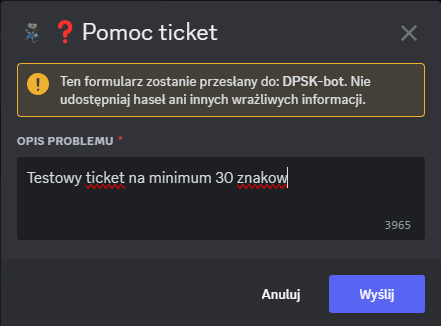 ❓ Pomoc ticket
Ten formularz zostanie przesłany do: DPSK-bot. Nie
udostępniaj haseł ani innych wrażliwych informacji.
OPIS PROBLEMU *
Testowy ticket na minimum 30 znakow
3965
Anuluj
Wyślij